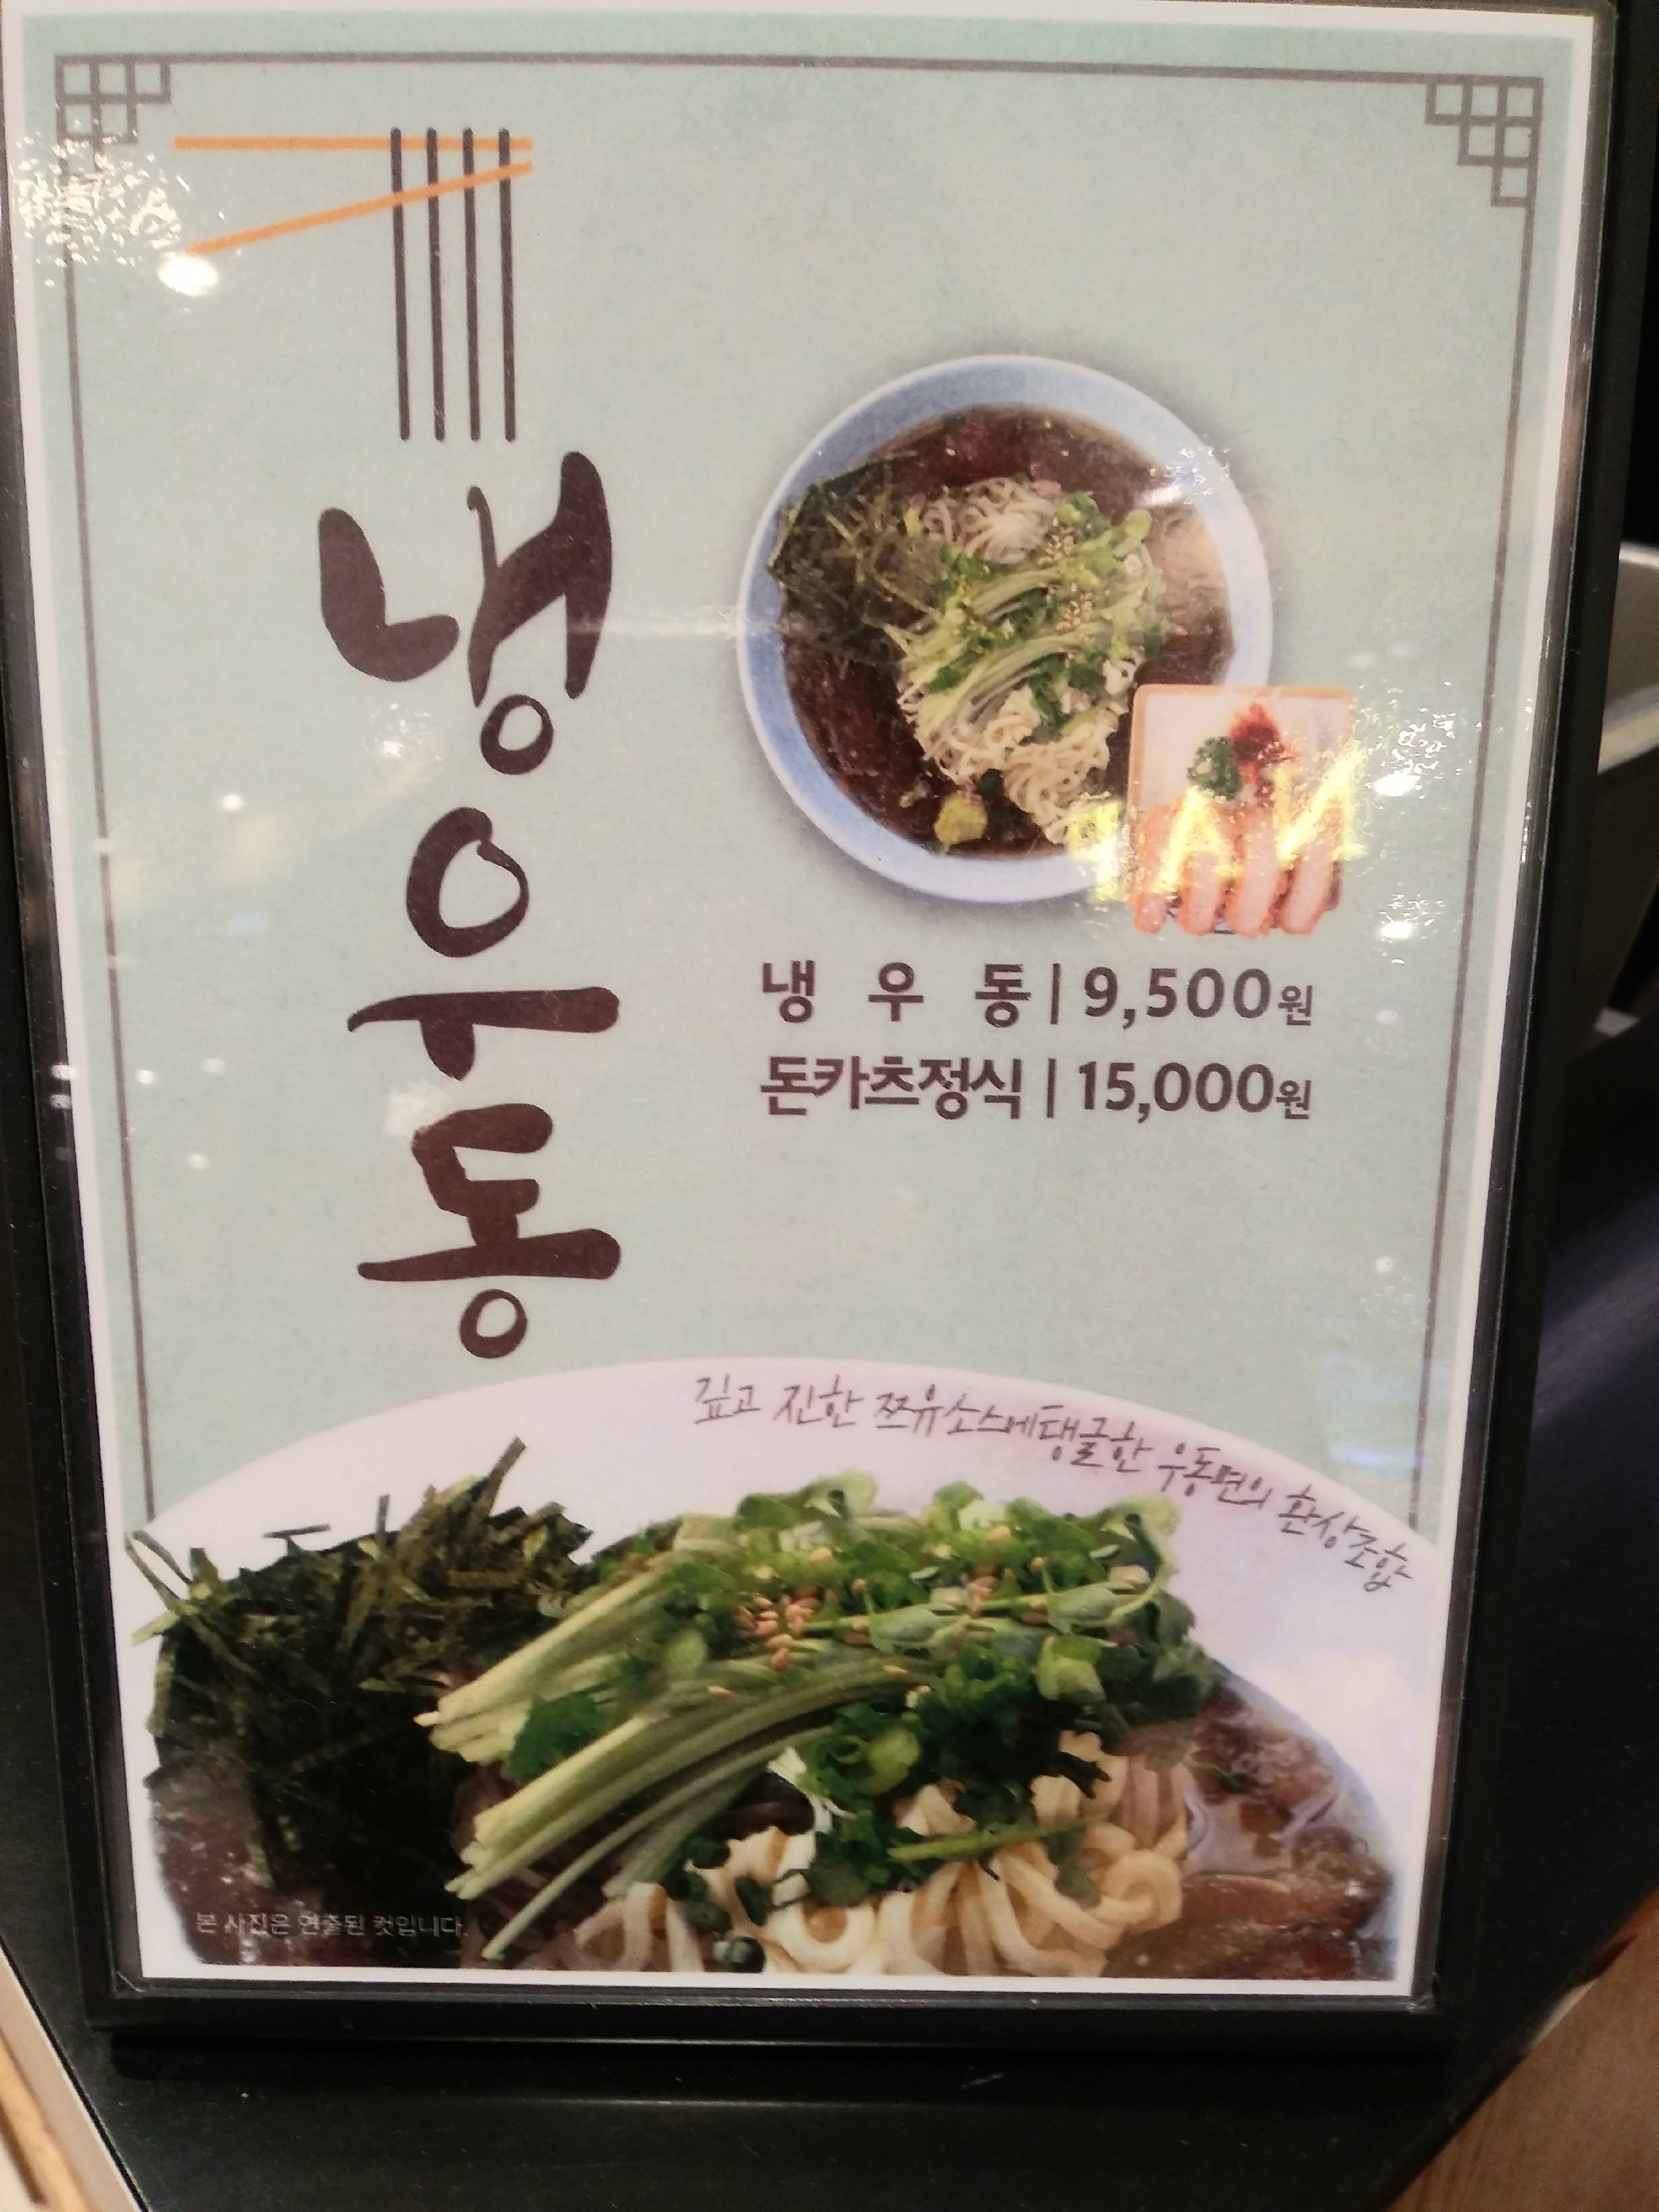 냉우동
냉 우 동 | 9,500원
돈카츠정식 | 15,000원
깊고 진한 쯔유소스에탱글한 우동면의 환상조합
본 사진은 연출된 컷입니다.